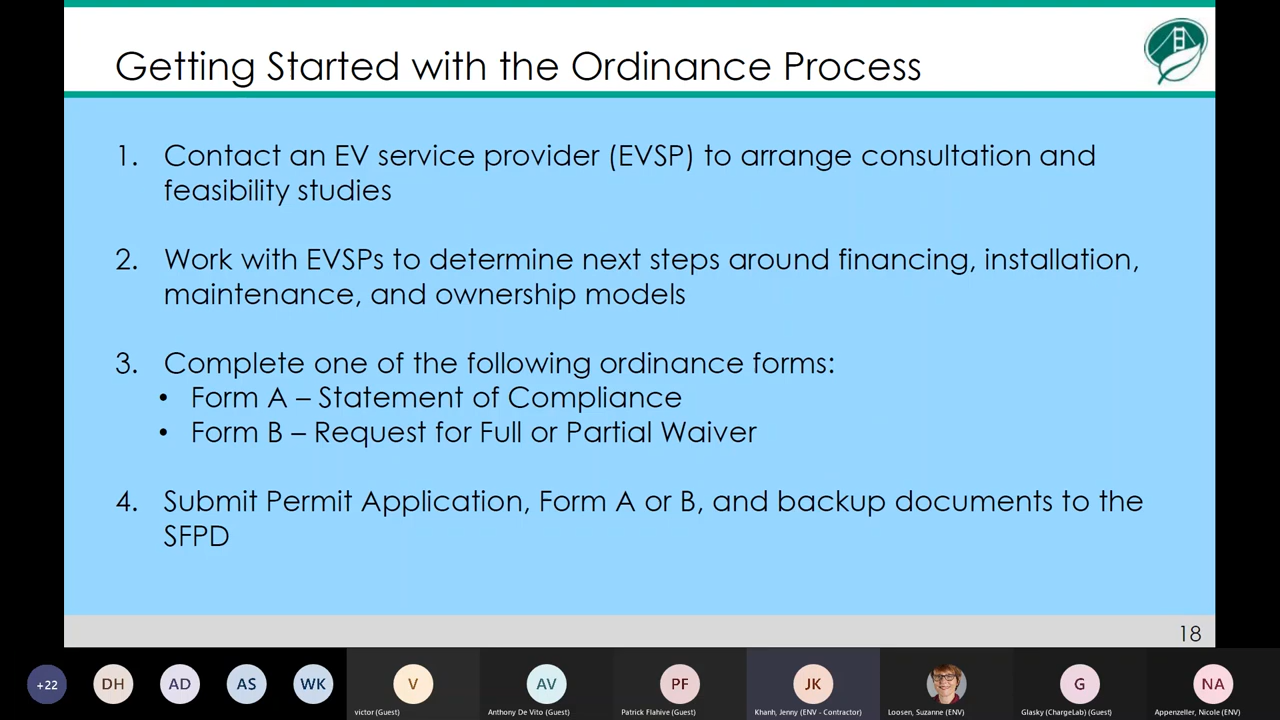 Getting Started with the Ordinance Process
1. Contact an EV service provider (EVSP) to arrange consultation and
feasibility studies
2. Work with EVSPs to determine next steps around financing, installation,
maintenance, and ownership models
3. Complete one of the following ordinance forms:
• Form A – Statement of Compliance
• Form B – Request for Full or Partial Waiver
4. Submit Permit Application, Form A or B, and backup documents to the
SFPD
18
+22
DH
AD
AS
WK
V
AV
PF
JK
G
NA
victor (Guest)
Anthony De Vito (Guest)
Patrick Flahive (Guest)
Khanh, Jenny (ENV - Contractor)
Loosen, Suzanne (ENV)
Glasky (ChargeLab) (Guest)
Appenzeller, Nicole (ENV)